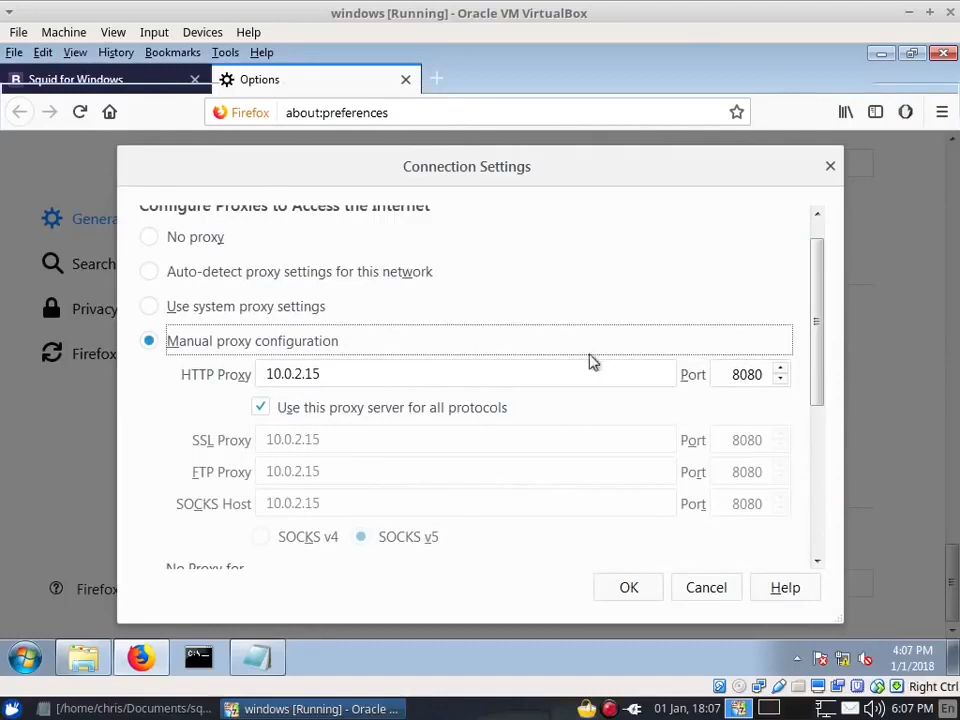 windows [Running] - Oracle VM VirtualBox
File Machine View Input Devices Help
File Edit View History Bookmarks Tools Help
B Squid for Windows
Options
Firefox about:preferences
Connection Settings
Configure Proxies to Access the Internet
No proxy
Auto-detect proxy settings for this network
Use system proxy settings
Manual proxy configuration
HTTP Proxy 10.0.2.15 Port 8080
Use this proxy server for all protocols
SSL Proxy 10.0.2.15 Port 8080
FTP Proxy 10.0.2.15 Port 8080
SOCKS Host 10.0.2.15 Port 8080
SOCKS v4 SOCKS v5
No Proxy for
OK Cancel Help
Genera
Search
Privacy
Firefox
Firefo
4:07 PM
1/1/2018
Right Ctrl
[/home/chris/Documents/sq...
windows [Running] - Oracle ...
01 Jan, 18:07
6:07 PM
En